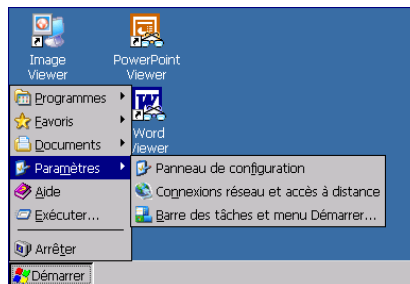 Image
Viewer
PowerPoint
Viewer
Word
Viewer
Programmes
Favoris
Documents
Paramètres
Aide
Exécuter...
Arrêter
Panneau de configuration
Connexions réseau et accès à distance
Barre des tâches et menu Démarrer...
Démarrer